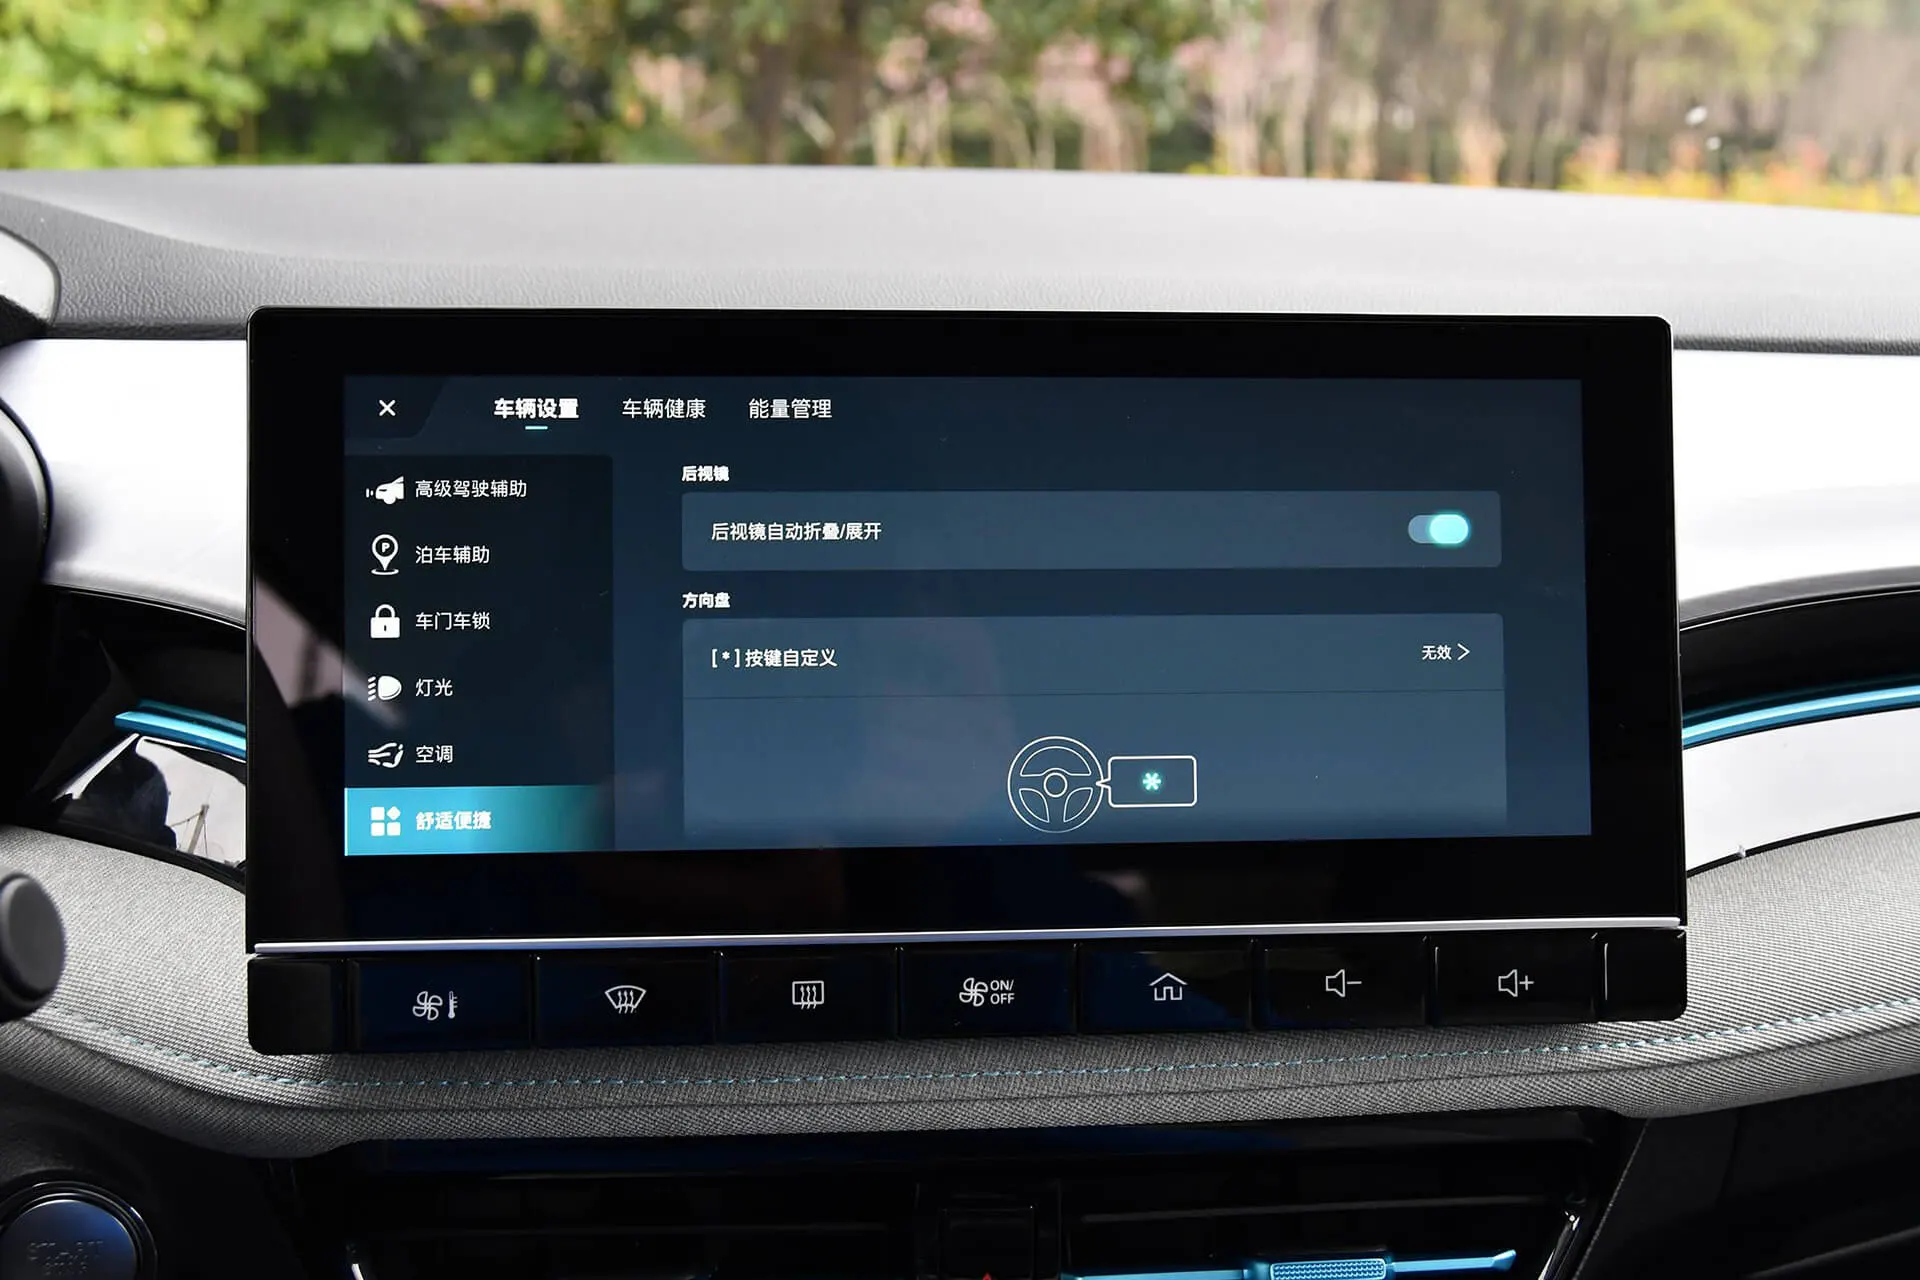 车辆设置 车辆健康 能量管理
高级驾驶辅助
泊车辅助
车门车锁
灯光
空调
舒适便捷
后视镜
后视镜自动折叠/展开
方向盘
[*]按键自定义 无效
ON/
OFF
START